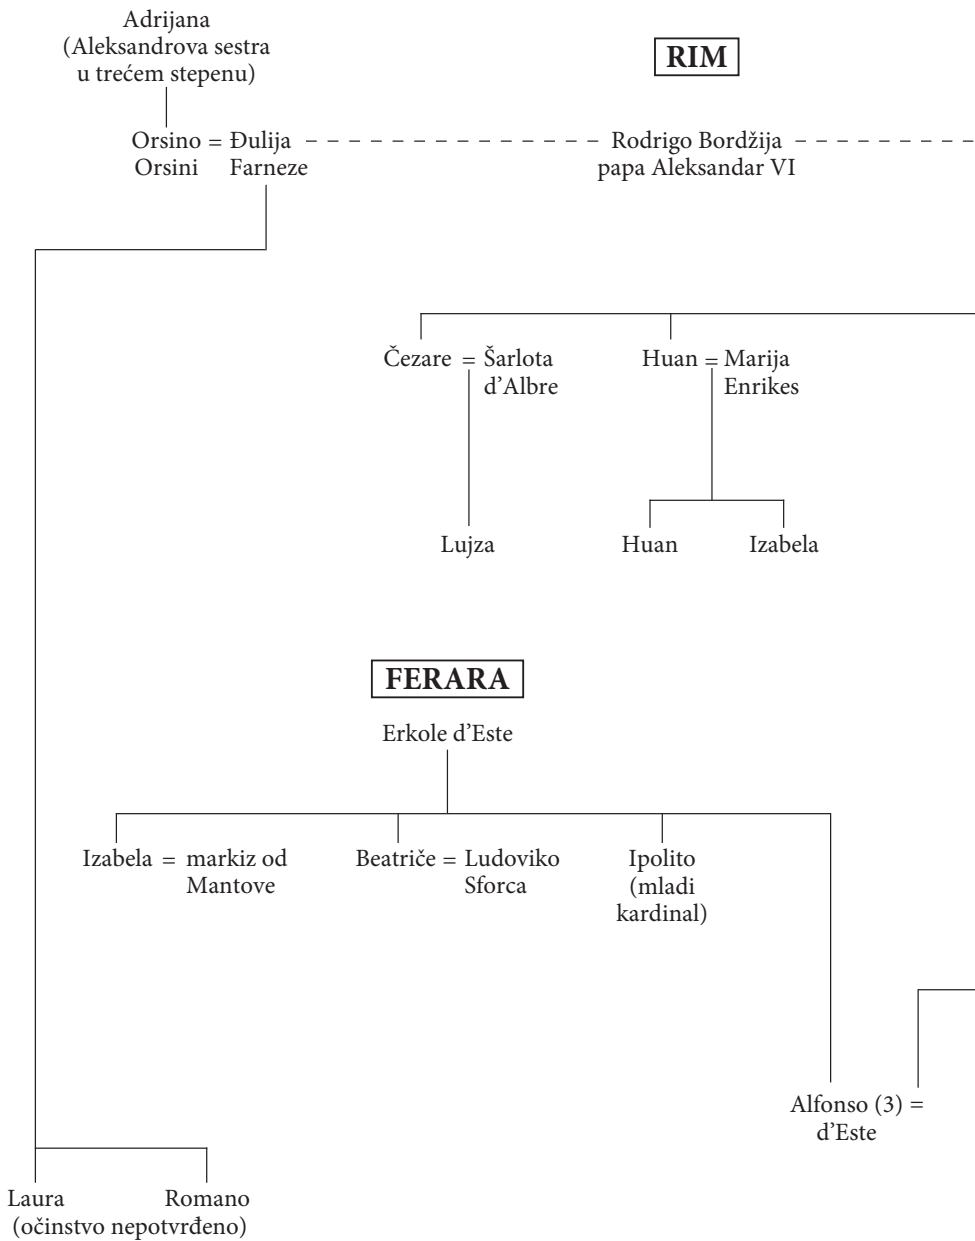 Adrijana
(Aleksandrova sestra
u trećem stepenu)
RIM
Orsino = Đulija
Orsini Farneze
Rodrigo Bordžija
papa Aleksandar VI
Čezare = Šarlota
d'Albre
Huan = Marija
Enrikes
Lujza
Huan
Izabela
FERARA
Erkole d'Este
Izabela = markiz od
Mantove
Beatriče = Ludoviko
Sforca
Ipolito
(mladi
kardinal)
Alfonso (3) =
d'Este
Laura
Romano
(očinstvo nepotvrđeno)